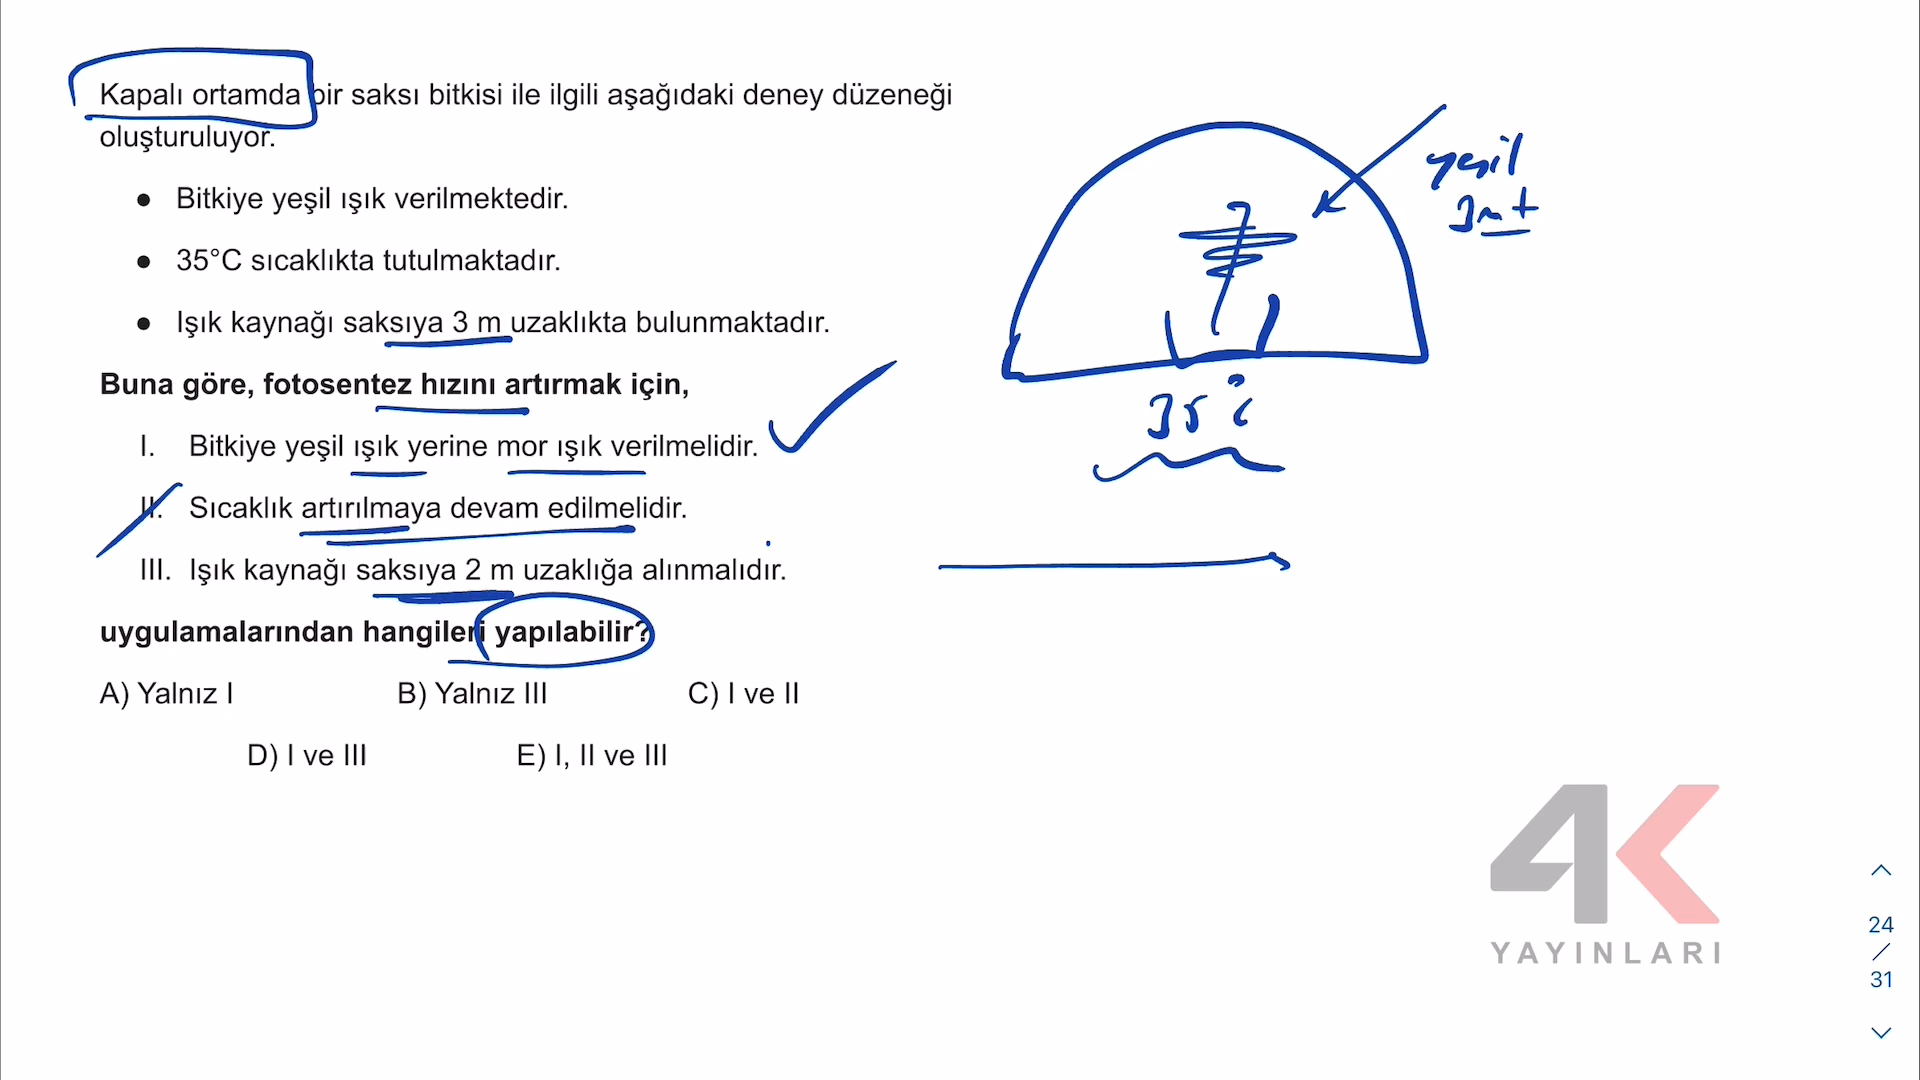 Kapalı ortamda bir saksı bitkisi ile ilgili aşağıdaki deney düzeneği
oluşturuluyor.
● Bitkiye yeşil ışık verilmektedir.
● 35°C sıcaklıkta tutulmaktadır.
● Işık kaynağı saksıya 3 m uzaklıkta bulunmaktadır.
Buna göre, fotosentez hızını artırmak için,
I. Bitkiye yeşil ışık yerine mor ışık verilmelidir.
II. Sıcaklık artırılmaya devam edilmelidir.
III. Işık kaynağı saksıya 2 m uzaklığa alınmalıdır.
uygulamalarından hangileri yapılabilir?
A) Yalnız I B) Yalnız III C) I ve II
D) I ve III E) I, II ve III
yeşil
3mt
35°C
4K
YAYINLARI
24
/
31